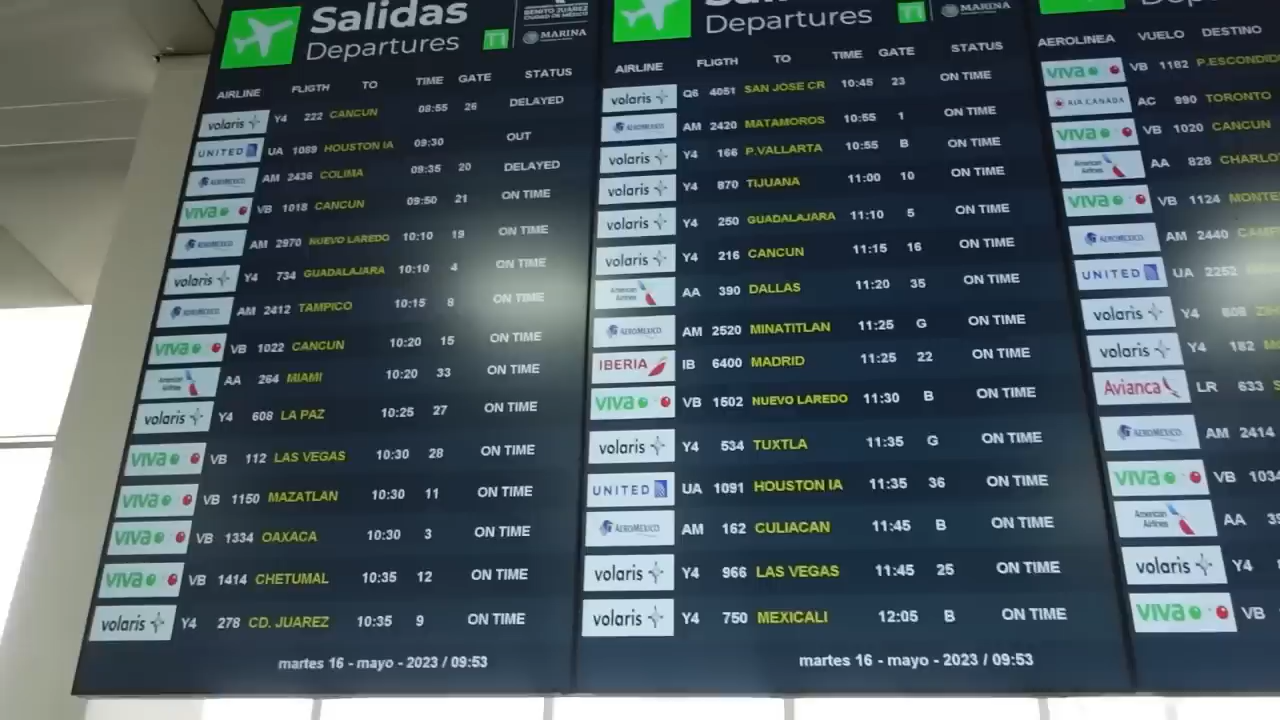 Salidas
Departures
T1
BENITO JUÁREZ
CIUDAD DE MÉXICO
MARINA
AIRLINE FLIGTH TO TIME GATE STATUS
volaris Y4 222 CANCUN 08:55 26 DELAYED
UNITED UA 1089 HOUSTON IA 09:30 OUT
AEROMEXICO AM 2436 COLIMA 09:35 20 DELAYED
VIVA VB 1018 CANCUN 09:50 21 ON TIME
AEROMEXICO AM 2970 NUEVO LAREDO 10:10 19 ON TIME
volaris Y4 734 GUADALAJARA 10:10 4 ON TIME
AEROMEXICO AM 2412 TAMPICO 10:15 8 ON TIME
VIVA VB 1022 CANCUN 10:20 15 ON TIME
American Airlines AA 264 MIAMI 10:20 33 ON TIME
volaris Y4 608 LA PAZ 10:25 27 ON TIME
VIVA VB 112 LAS VEGAS 10:30 28 ON TIME
VIVA VB 1150 MAZATLAN 10:30 11 ON TIME
VIVA VB 1334 OAXACA 10:30 3 ON TIME
VIVA VB 1414 CHETUMAL 10:35 12 ON TIME
volaris Y4 278 CD. JUAREZ 10:35 9 ON TIME
martes 16 - mayo - 2023 / 09:53
Departures
T1
MARINA
AIRLINE FLIGTH TO TIME GATE STATUS
volaris Q6 4051 SAN JOSE CR 10:45 23 ON TIME
AEROMEXICO AM 2420 MATAMOROS 10:55 1 ON TIME
volaris Y4 166 P.VALLARTA 10:55 B ON TIME
volaris Y4 870 TIJUANA 11:00 10 ON TIME
volaris Y4 250 GUADALAJARA 11:10 5 ON TIME
volaris Y4 216 CANCUN 11:15 16 ON TIME
American Airlines AA 390 DALLAS 11:20 35 ON TIME
AEROMEXICO AM 2520 MINATITLAN 11:25 G ON TIME
IBERIA IB 6400 MADRID 11:25 22 ON TIME
VIVA VB 1502 NUEVO LAREDO 11:30 B ON TIME
volaris Y4 534 TUXTLA 11:35 G ON TIME
UNITED UA 1091 HOUSTON IA 11:35 36 ON TIME
AEROMEXICO AM 162 CULIACAN 11:45 B ON TIME
volaris Y4 966 LAS VEGAS 11:45 25 ON TIME
volaris Y4 750 MEXICALI 12:05 B ON TIME
martes 16 - mayo - 2023 / 09:53
AEROLINEA VUELO DESTINO
VIVA VB 1182 P.ESCONDID
AIR CANADA AC 990 TORONTO
VIVA VB 1020 CANCUN
American Airlines AA 828 CHARLO
VIVA VB 1124 MONTE
AEROMEXICO AM 2440
UNITED UA 2252
volaris Y4
volaris Y4 182
Avianca LR 633
AEROMEXICO AM 2414
VIVA VB 1034
American Airlines AA
volaris Y4
VIVA VB